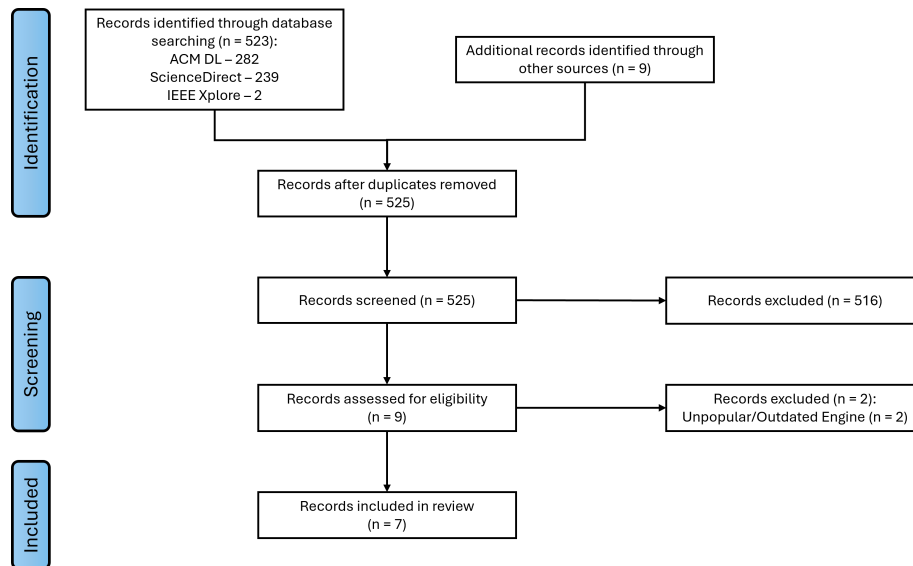 Identification
Records identified through database
searching (n = 523):
ACM DL – 282
ScienceDirect – 239
IEEE Xplore – 2
Additional records identified through
other sources (n = 9)
Records after duplicates removed
(n = 525)
Screening
Records screened (n = 525)
Records excluded (n = 516)
Records assessed for eligibility
(n = 9)
Records excluded (n = 2):
Unpopular/Outdated Engine (n = 2)
Included
Records included in review
(n = 7)